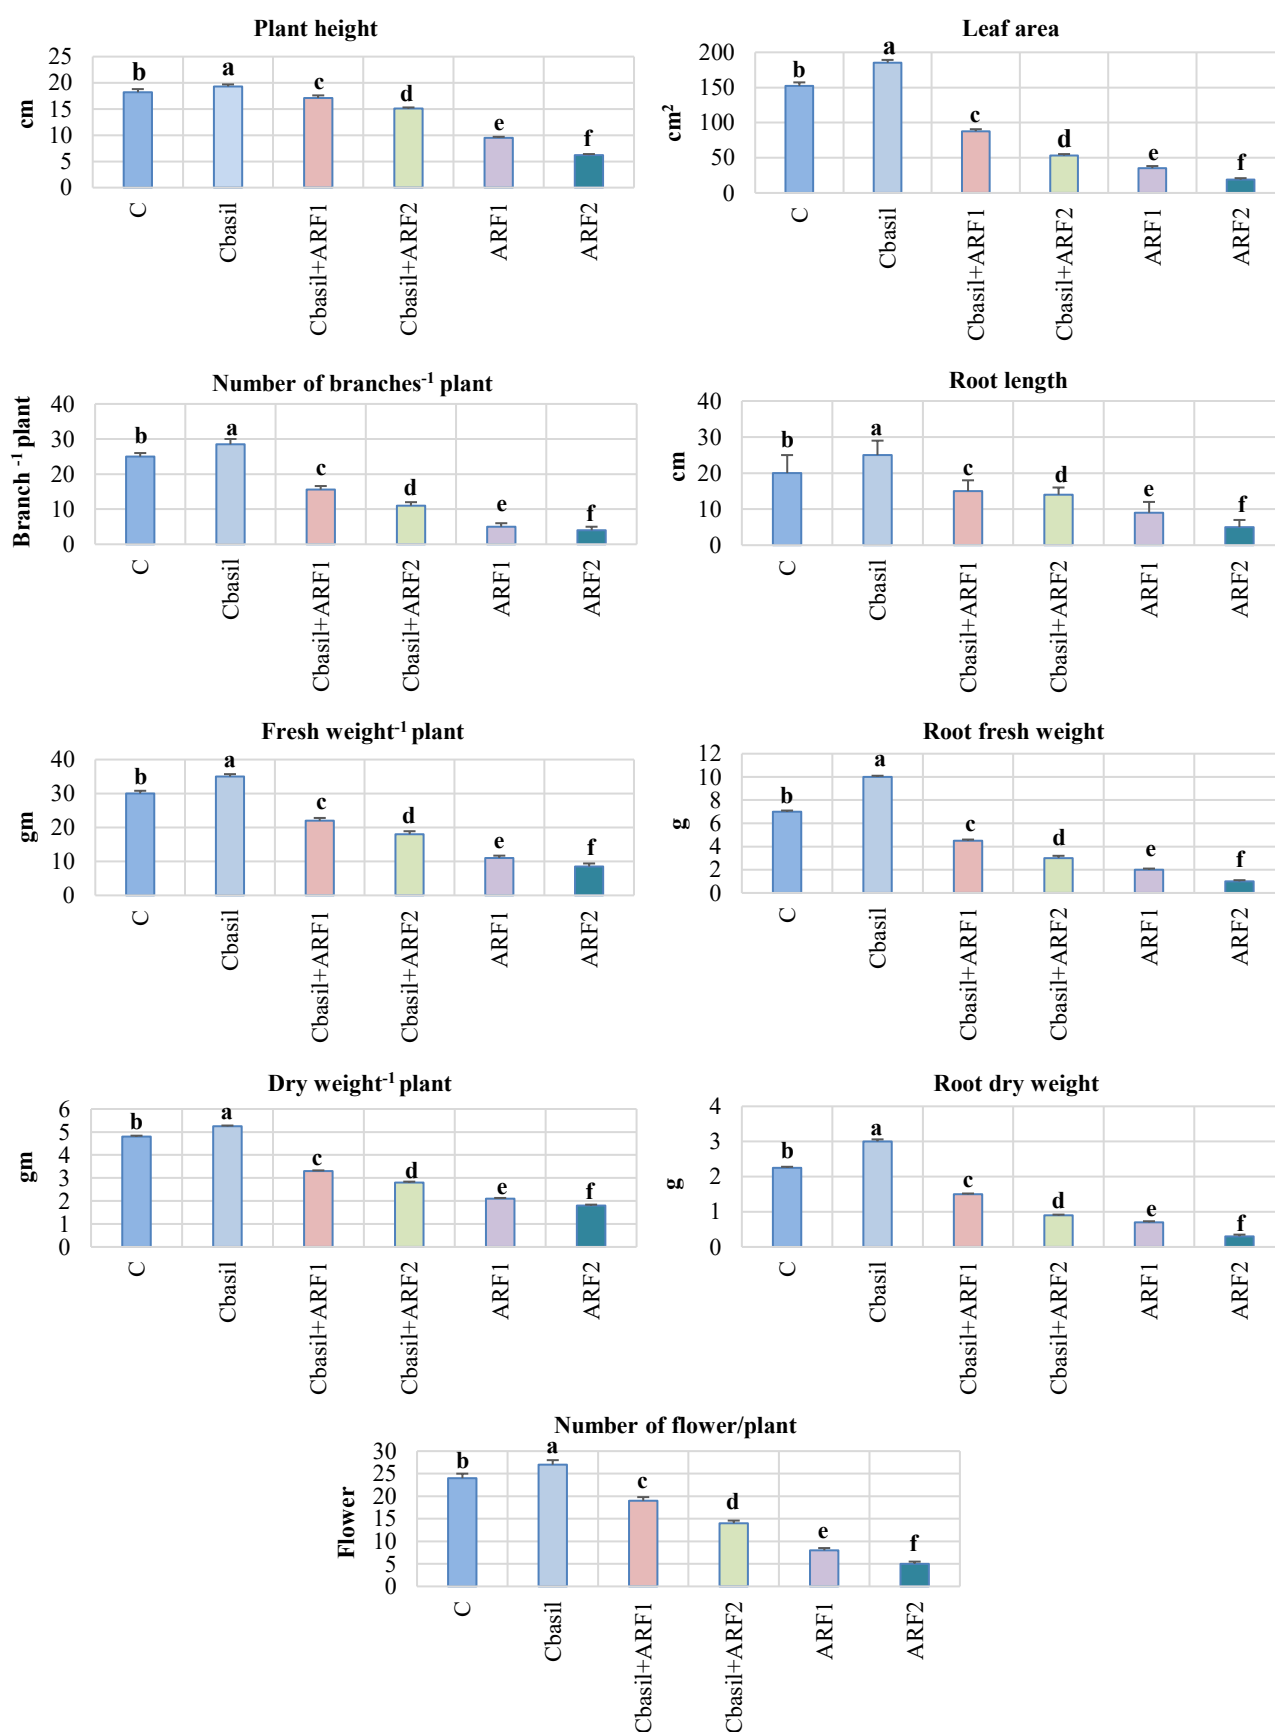 Plant height
cm
25
20
15
10
5
0
b
a
c
d
e
f
C
Cbasil
Cbasil+ARF1
Cbasil+ARF2
ARF1
ARF2
Leaf area
cm²
200
150
100
50
0
b
a
c
d
e
f
C
Cbasil
Cbasil+ARF1
Cbasil+ARF2
ARF1
ARF2
Number of branches⁻¹ plant
Branch ⁻¹ plant
40
30
20
10
0
b
a
c
d
e
f
C
Cbasil
Cbasil+ARF1
Cbasil+ARF2
ARF1
ARF2
Root length
cm
40
30
20
10
0
b
a
c
d
e
f
C
Cbasil
Cbasil+ARF1
Cbasil+ARF2
ARF1
ARF2
Fresh weight⁻¹ plant
gm
40
30
20
10
0
b
a
c
d
e
f
C
Cbasil
Cbasil+ARF1
Cbasil+ARF2
ARF1
ARF2
Root fresh weight
g
12
10
8
6
4
2
0
b
a
c
d
e
f
C
Cbasil
Cbasil+ARF1
Cbasil+ARF2
ARF1
ARF2
Dry weight⁻¹ plant
gm
6
5
4
3
2
1
0
b
a
c
d
e
f
C
Cbasil
Cbasil+ARF1
Cbasil+ARF2
ARF1
ARF2
Root dry weight
g
4
3
2
1
0
b
a
c
d
e
f
C
Cbasil
Cbasil+ARF1
Cbasil+ARF2
ARF1
ARF2
Number of flower/plant
Flower
30
25
20
15
10
5
0
b
a
c
d
e
f
C
Cbasil
Cbasil+ARF1
Cbasil+ARF2
ARF1
ARF2